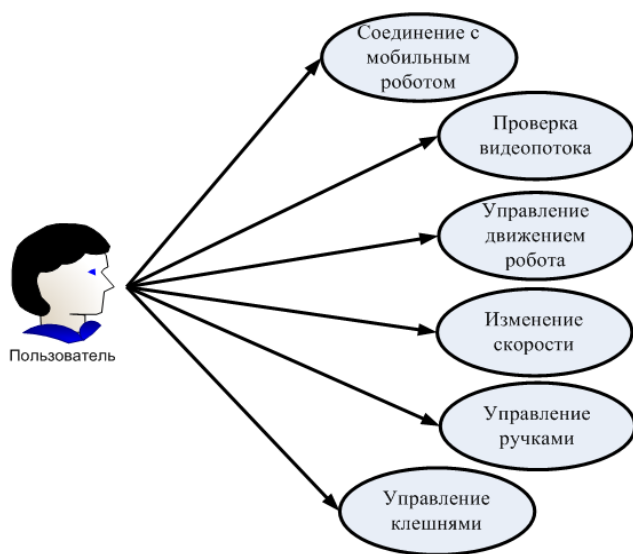 Соединение с
мобильным
роботом
Проверка
видеопотока
Управление
движением
робота
Пользователь
Изменение
скорости
Управление
ручками
Управление
клешнями